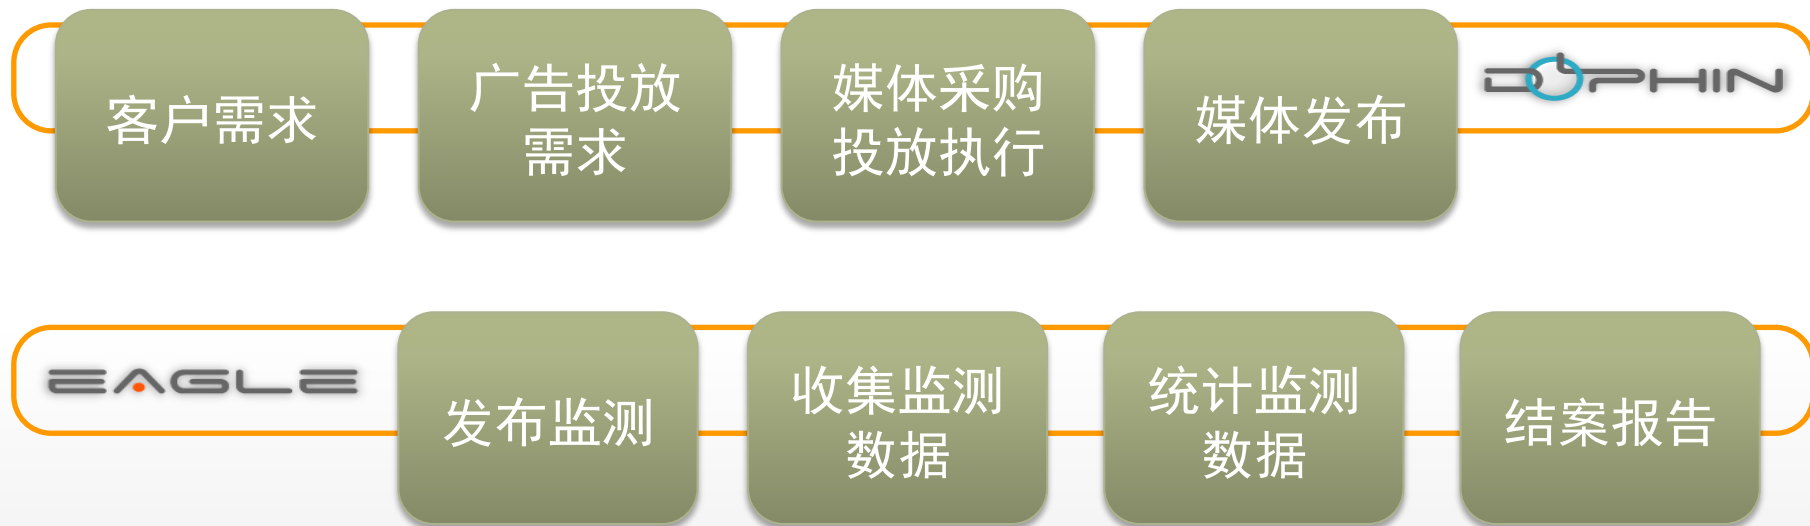 客户需求
广告投放
需求
媒体采购
投放执行
媒体发布
DOLPHIN
EAGLE
发布监测
收集监测
数据
统计监测
数据
结案报告